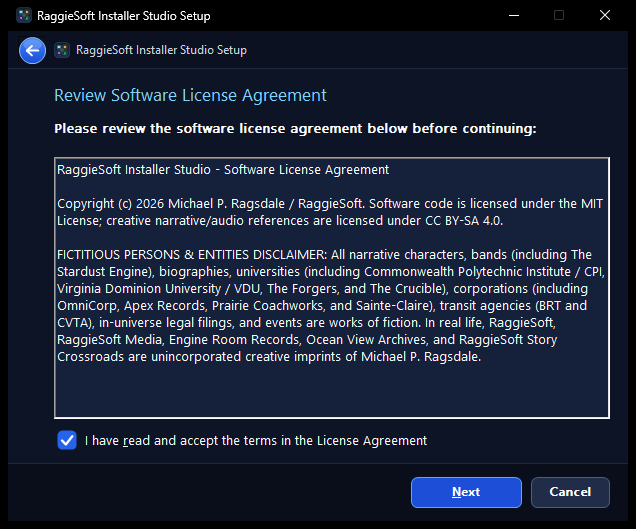 RaggieSoft Installer Studio Setup
RaggieSoft Installer Studio Setup
Review Software License Agreement
Please review the software license agreement below before continuing:
RaggieSoft Installer Studio - Software License Agreement
Copyright (c) 2026 Michael P. Ragsdale / RaggieSoft. Software code is licensed under the MIT
License; creative narrative/audio references are licensed under CC BY-SA 4.0.
FICTITIOUS PERSONS & ENTITIES DISCLAIMER: All narrative characters, bands (including The
Stardust Engine), biographies, universities (including Commonwealth Polytechnic Institute / CPI,
Virginia Dominion University / VDU, The Forgers, and The Crucible), corporations (including
OmniCorp, Apex Records, Prairie Coachworks, and Sainte-Claire), transit agencies (BRT and
CVTA), in-universe legal filings, and events are works of fiction. In real life, RaggieSoft,
RaggieSoft Media, Engine Room Records, Ocean View Archives, and RaggieSoft Story
Crossroads are unincorporated creative imprints of Michael P. Ragsdale.
I have read and accept the terms in the License Agreement
Next
Cancel